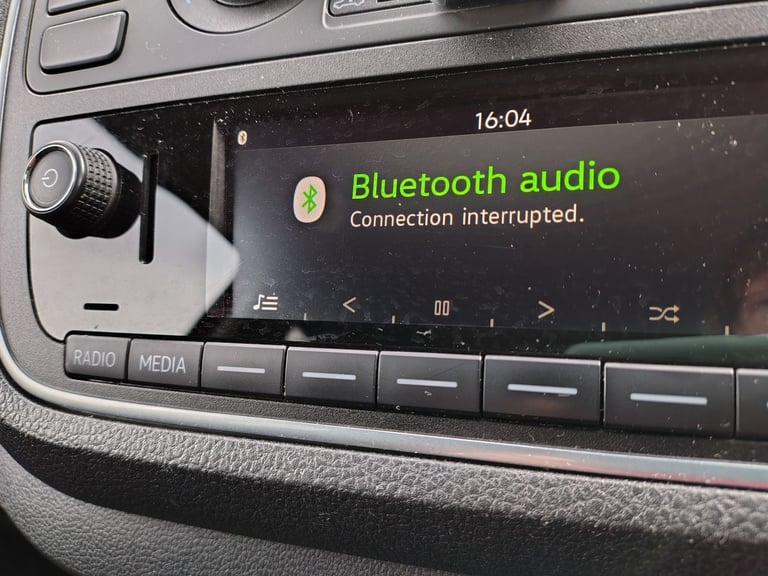 16:04
Bluetooth audio
Connection interrupted.
RADIO
MEDIA